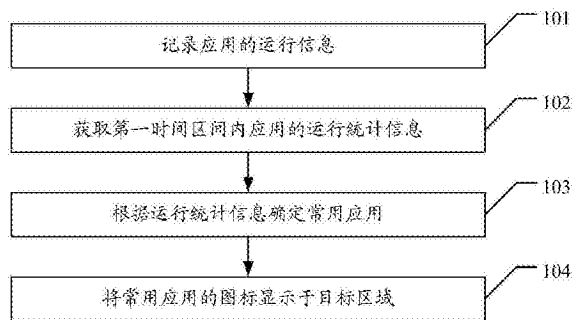 101
记录应用的运行信息
102
获取第一时间区间内应用的运行统计信息
103
根据运行统计信息确定常用应用
104
将常用应用的图标显示于目标区域